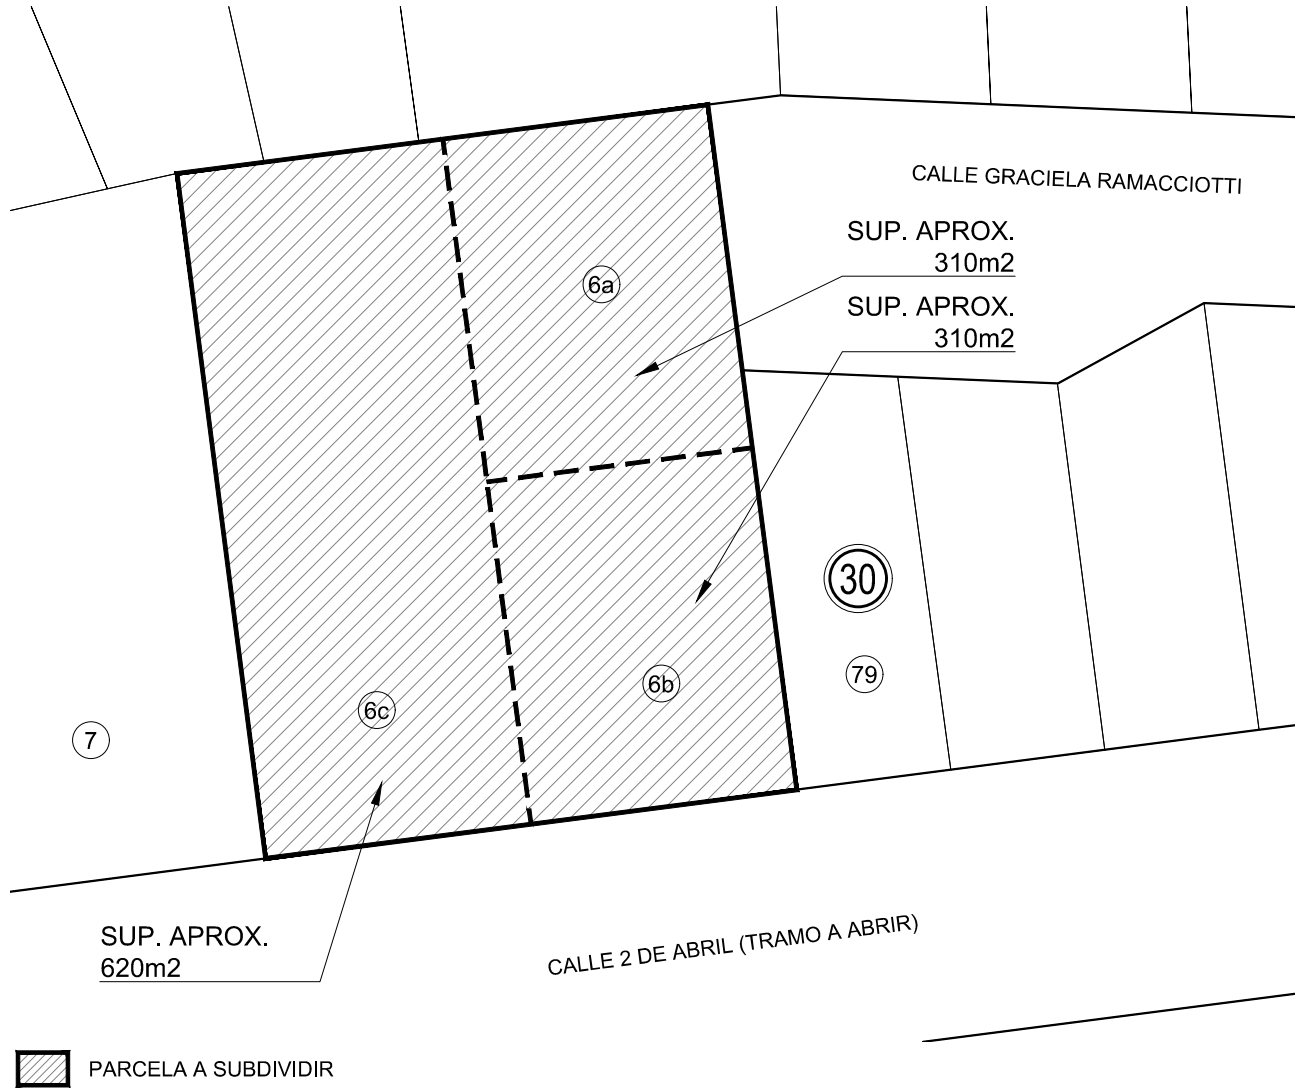 CALLE GRACIELA RAMACCIOTTI
SUP. APROX.
310m2
6a
SUP. APROX.
310m2
30
79
6b
6c
7
SUP. APROX.
620m2
CALLE 2 DE ABRIL (TRAMO A ABRIR)
PARCELA A SUBDIVIDIR